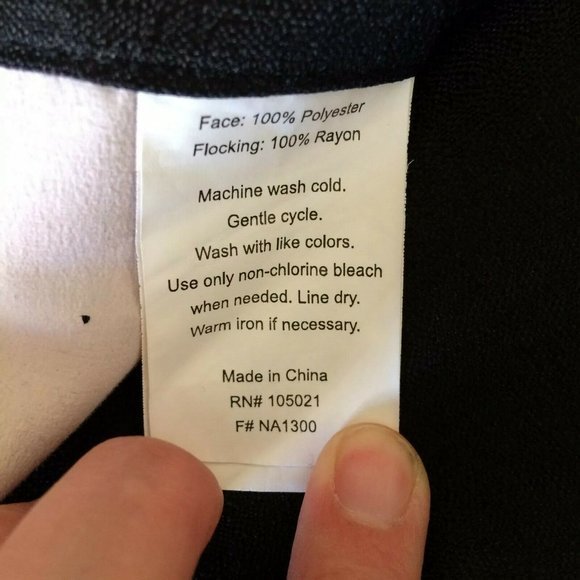 Face: 100% Polyester
Flocking: 100% Rayon
Machine wash cold.
Gentle cycle.
Wash with like colors.
Use only non-chlorine bleach
when needed. Line dry.
Warm iron if necessary.
Made in China
RN# 105021
F# NA1300